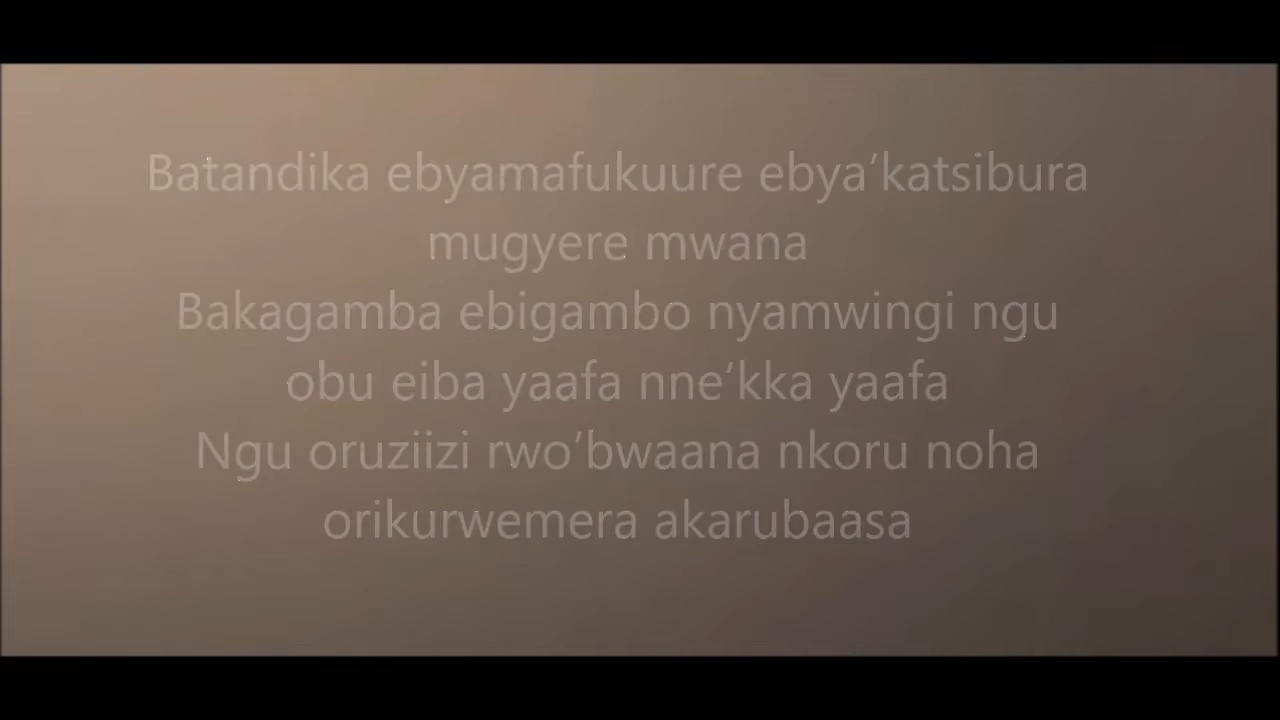 Batandika ebyamafukuure ebya‘katsibura
mugyere mwana
Bakagamba ebigambo nyamwingi ngu
obu eiba yaafa nne’kka yaafa
Ngu oruziizi rwo’bwaana nkoru noha
orikurwemera akarubaasa